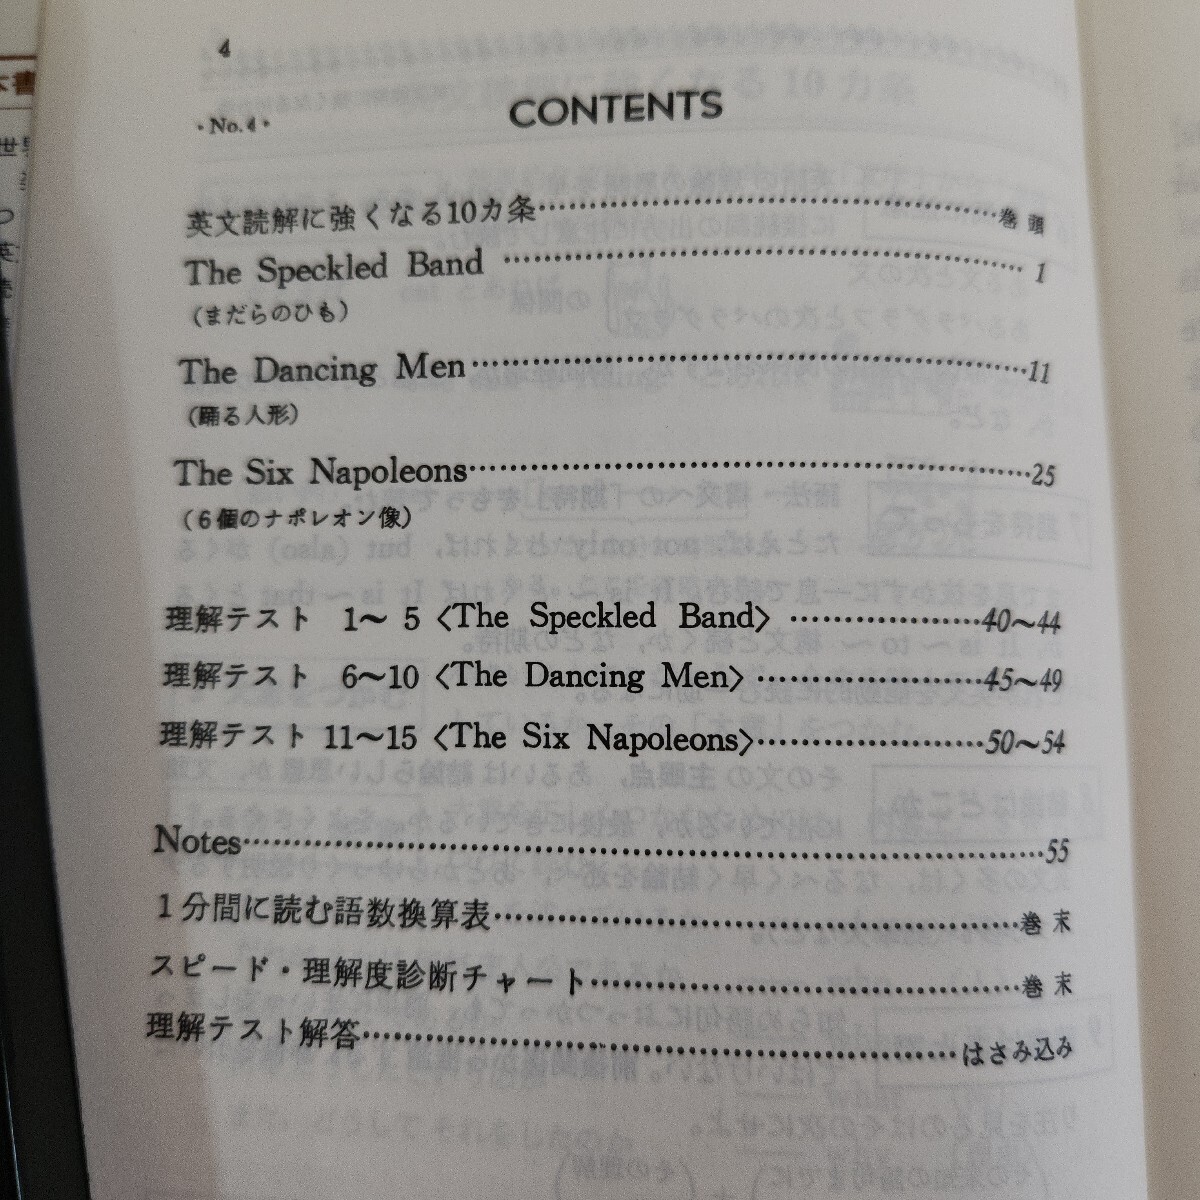 4
・No.4・
CONTENTS
英文読解に強くなる10カ条……巻頭
The Speckled Band ……1
(まだらのひも)
The Dancing Men……11
(踊る人形)
The Six Napoleons……25
(6個のナポレオン像)
理解テスト 1～ 5 〈The Speckled Band〉 ……40～44
理解テスト 6～10 〈The Dancing Men〉 ……45～49
理解テスト 11～15 〈The Six Napoleons〉……50～54
Notes……55
1分間に読む語数換算表……巻末
スピード・理解度診断チャート……巻末
理解テスト解答……はさみ込み